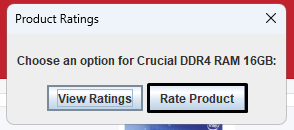 Product Ratings
Choose an option for Crucial DDR4 RAM 16GB:
View Ratings
Rate Product